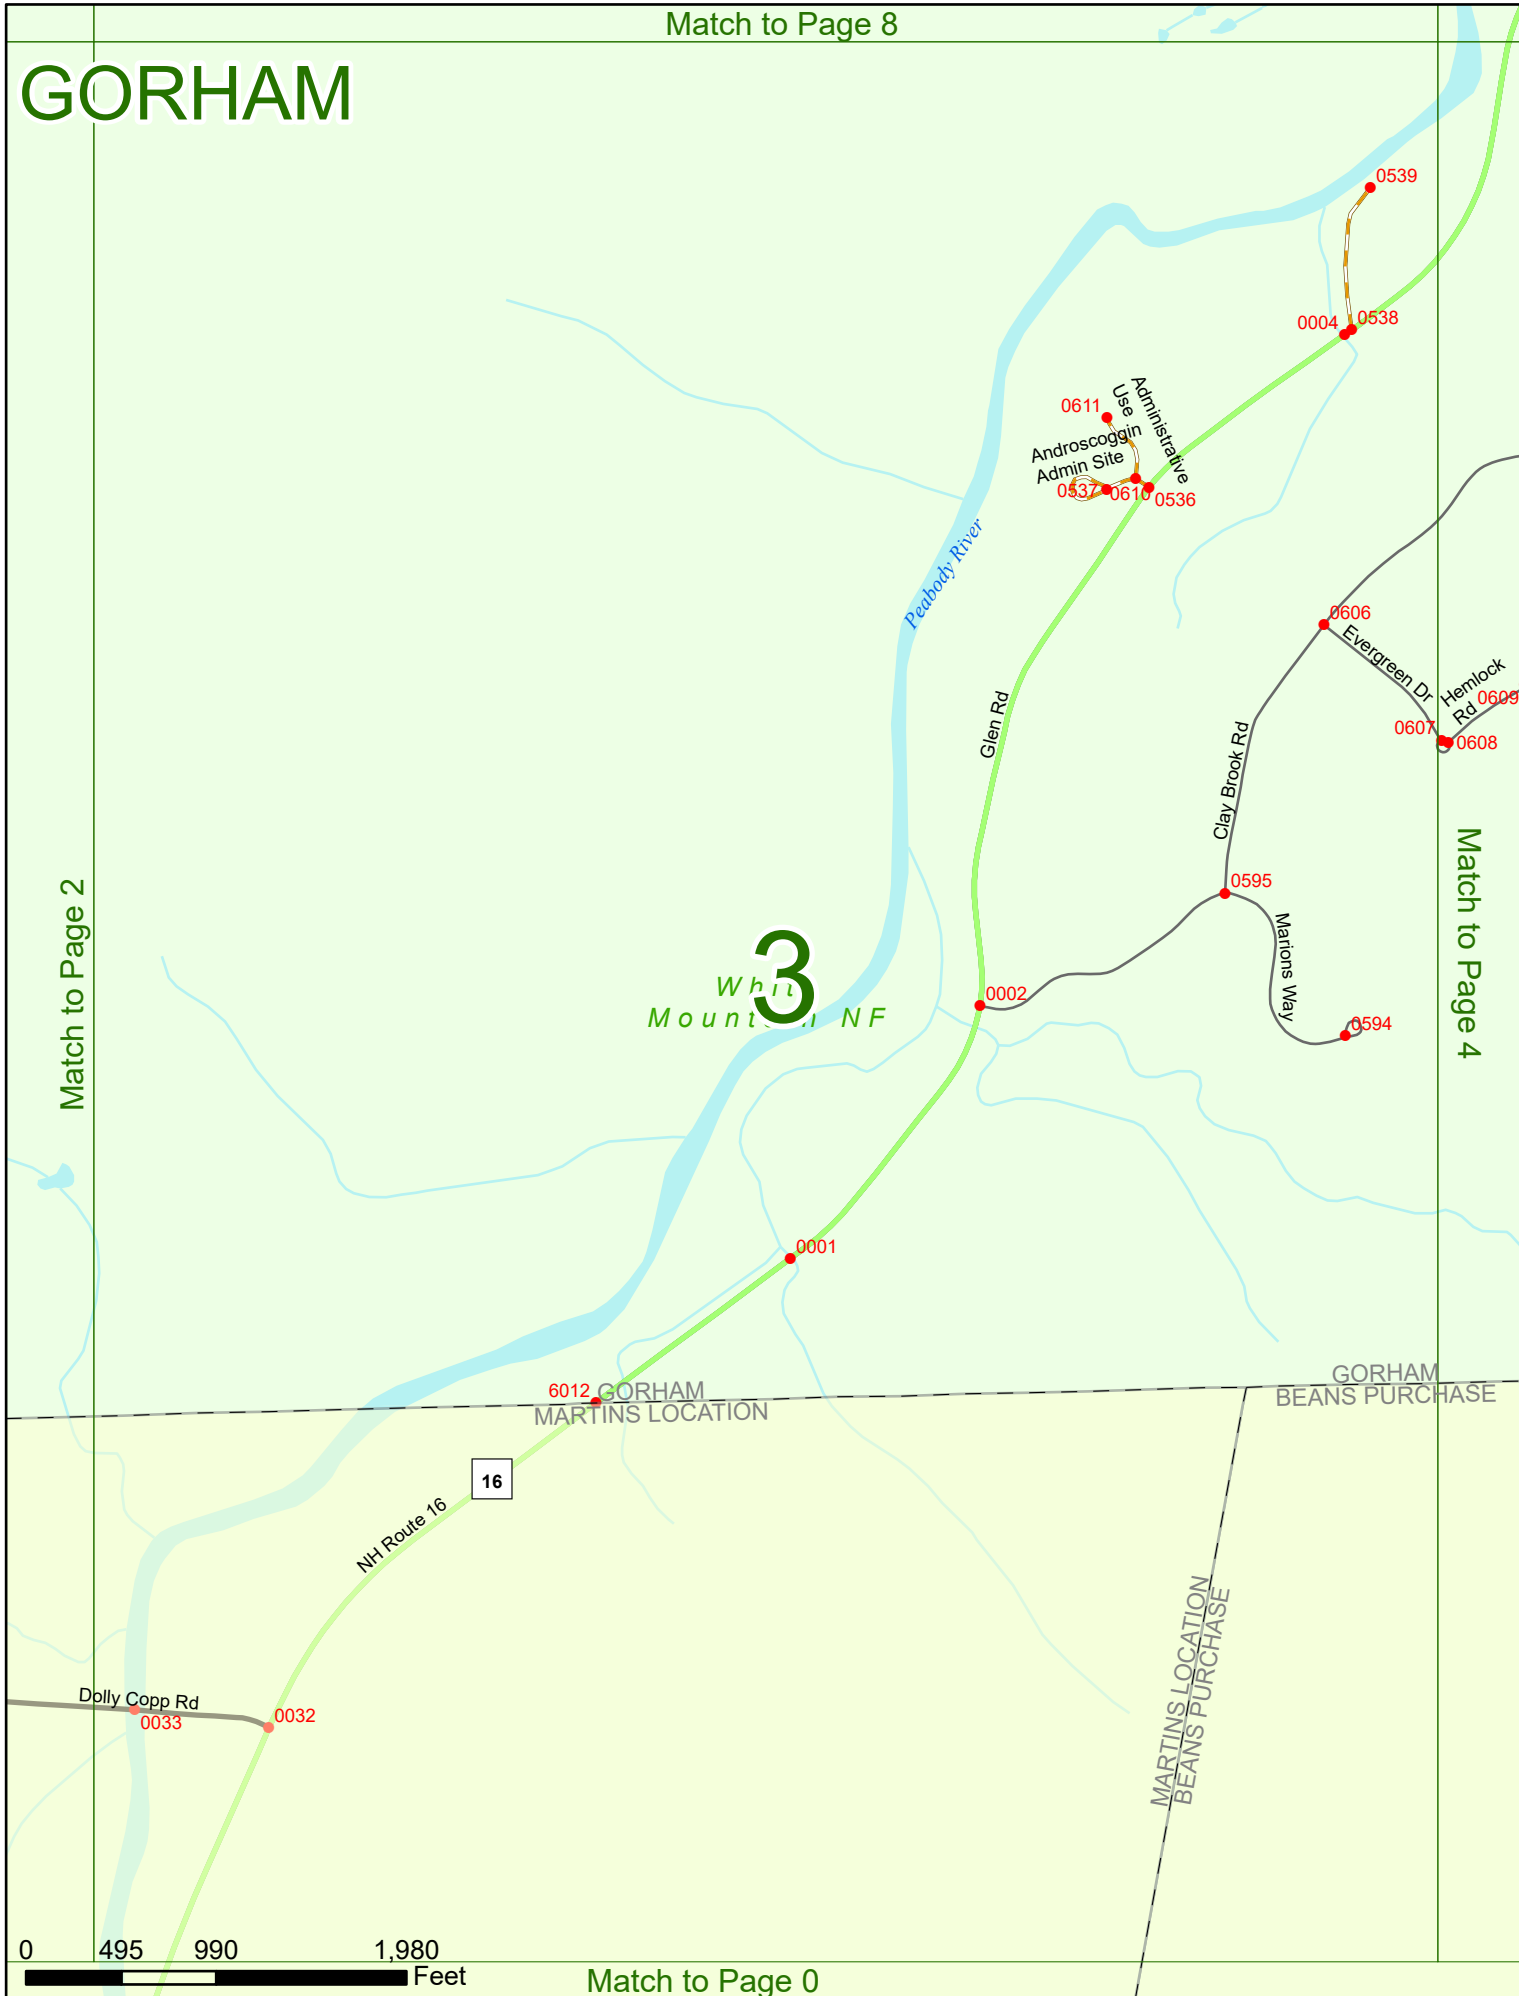 Match to Page 8
GORHAM
0539
0004
0538
Administrative
Use
0611
Androscoggin
Admin Site
0537
0610
0536
Peabody River
0606
Evergreen Dr
Hemlock
Rd
0609
0607
0608
Glen Rd
Clay Brook Rd
Match to Page 2
Match to Page 4
0595
Marions Way
3
Mount NF
0002
0594
0001
6012
GORHAM
MARTINS LOCATION
GORHAM
BEANS PURCHASE
16
NH Route 16
MARTINS LOCATION
BEANS PURCHASE
Dolly Copp Rd
0033
0032
0 495 990 1,980
Feet
Match to Page 0